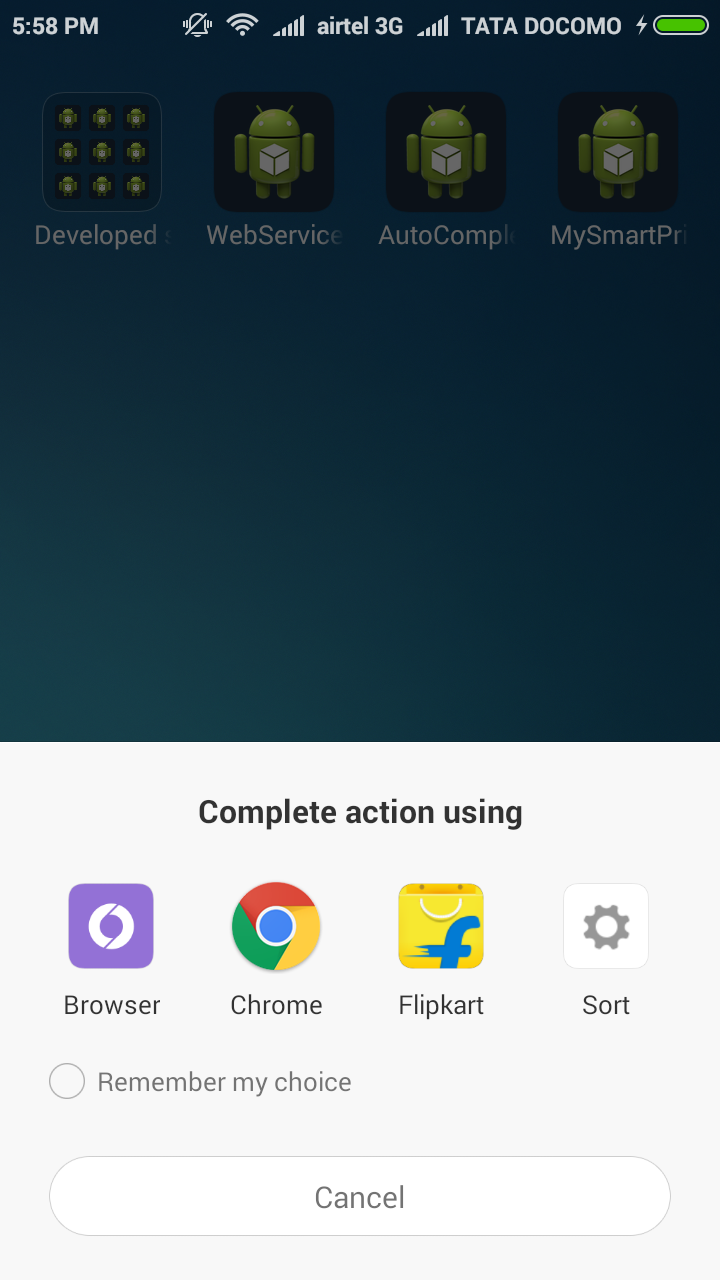 5:58 PM airtel 3G TATA DOCOMO
Developed WebService AutoCompl MySmartPri
Complete action using
Browser Chrome Flipkart Sort
Remember my choice
Cancel